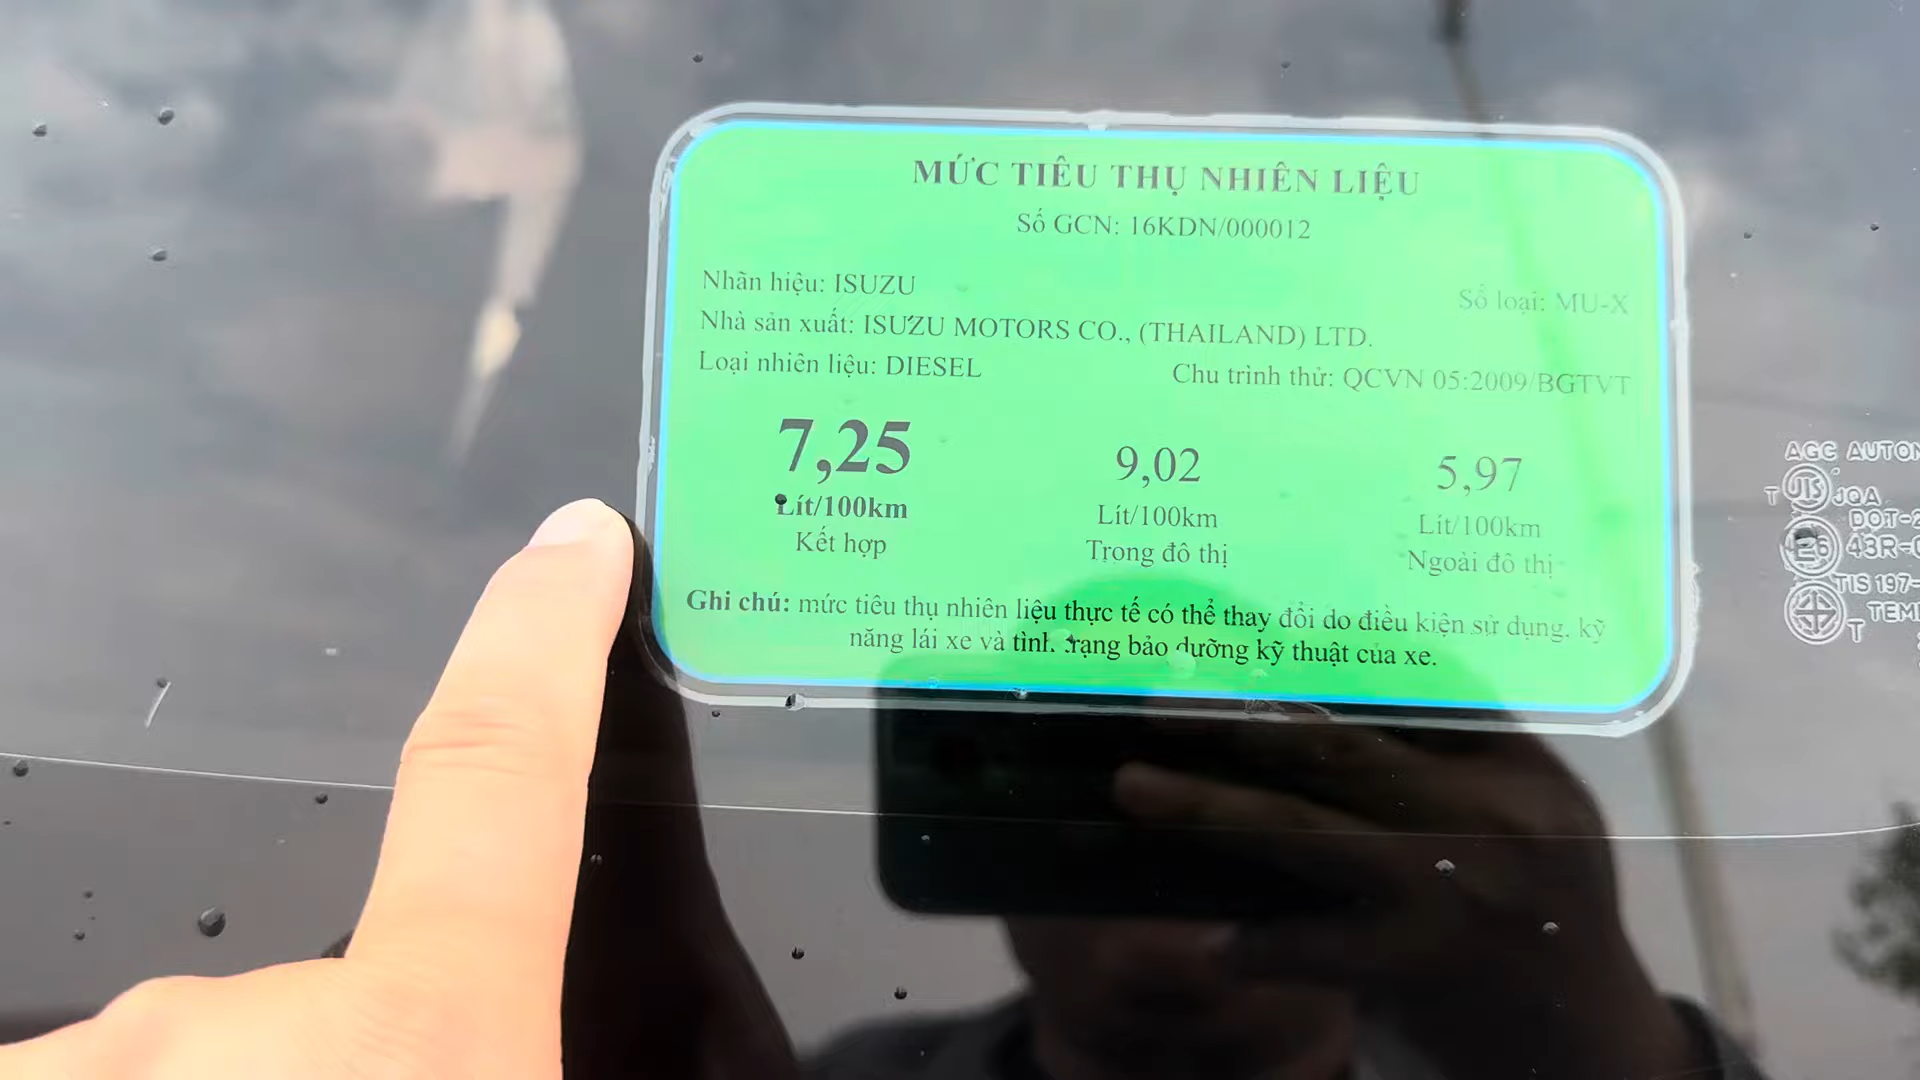 MỨC TIÊU THỤ NHIÊN LIỆU
Số GCN: 16KDN/000012
Nhãn hiệu: ISUZU
Số loại: MU-X
Nhà sản xuất: ISUZU MOTORS CO., (THAILAND) LTD.
Loại nhiên liệu: DIESEL
Chu trình thử: QCVN 05:2009/BGTVT
7,25
Lít/100km
Kết hợp
9,02
Lít/100km
Trong đô thị
5,97
Lít/100km
Ngoài đô thị
Ghi chú: mức tiêu thụ nhiên liệu thực tế có thể thay đổi do điều kiện sử dụng, kỹ
năng lái xe và tình trạng bảo dưỡng kỹ thuật của xe.
AGC
T JIS JQA
43R-
TIS 197-
T